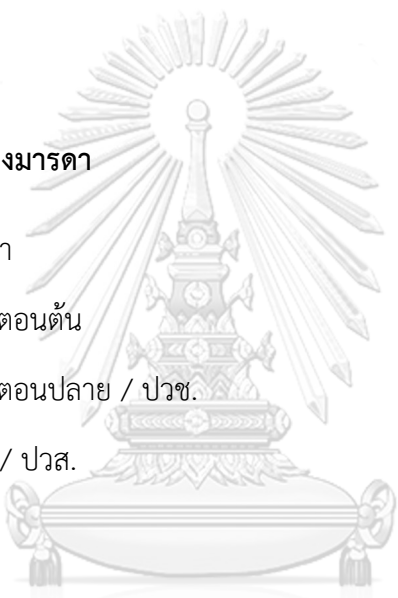 งมารดา
า
ตอนต้น
ตอนปลาย / ปวช.
/ ปวส.